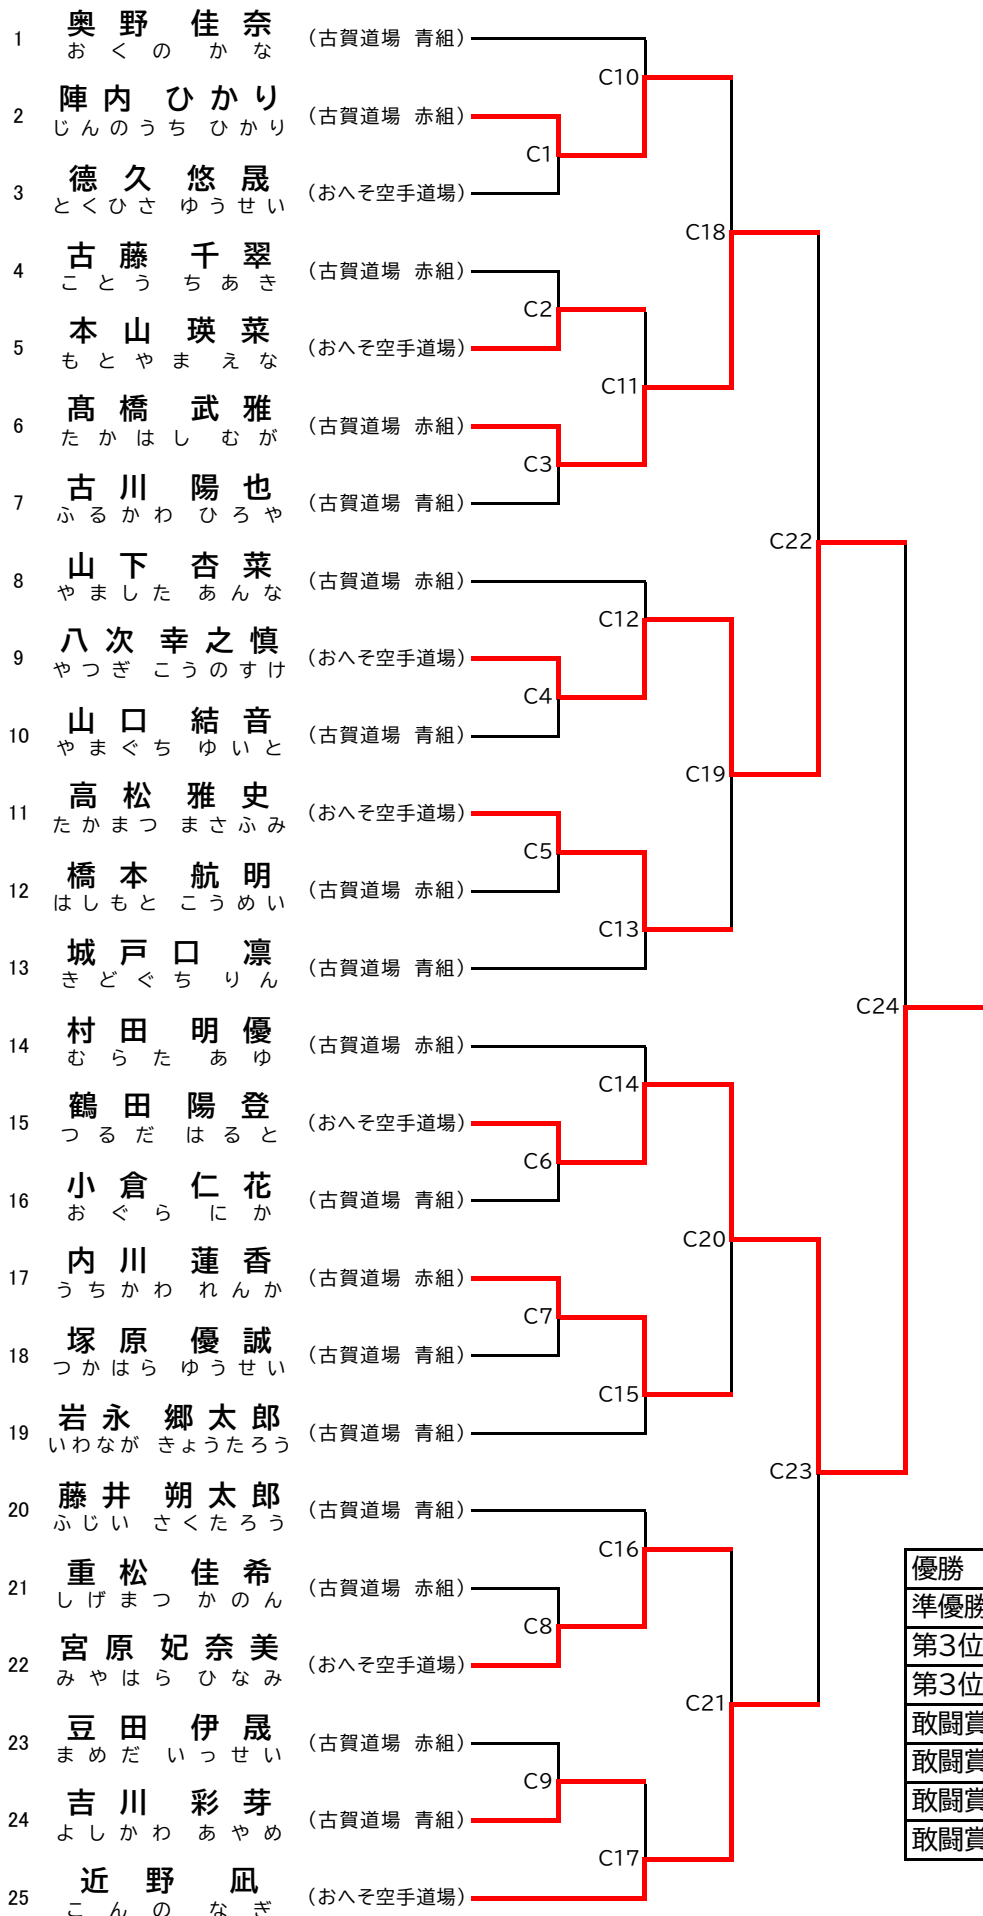 1 奥野 佳奈 (古賀道場 青組)
おくの かな
C10
2 陣内 ひかり (古賀道場 赤組)
じんのうち ひかり
C1
3 德久 悠晟 (おへそ空手道場)
とくひさ ゆうせい
C18
4 古藤 千翠 (古賀道場 赤組)
ことう ちあき
C2
5 本山 瑛菜 (おへそ空手道場)
もとやま えな
C11
6 髙橋 武雅 (古賀道場 赤組)
たかはし むが
C3
7 古川 陽也 (古賀道場 青組)
ふるかわ ひろや
C22
8 山下 杏菜 (古賀道場 赤組)
やました あんな
C12
9 八次 幸之慎 (おへそ空手道場)
やつぎ こうのすけ
C4
10 山口 結音 (古賀道場 青組)
やまぐち ゆいと
C19
11 高松 雅史 (おへそ空手道場)
たかまつ まさふみ
C5
12 橋本 航明 (古賀道場 赤組)
はしもと こうめい
C13
13 城戸口 凛 (古賀道場 青組)
きどぐち りん
C24
14 村田 明優 (古賀道場 赤組)
むらた あゆ
C14
15 鶴田 陽登 (おへそ空手道場)
つるだ はると
C6
16 小倉 仁花 (古賀道場 青組)
おぐら にか
C20
17 内川 蓮香 (古賀道場 赤組)
うちかわ れんか
C7
18 塚原 優誠 (古賀道場 青組)
つかはら ゆうせい
C15
19 岩永 郷太郎 (古賀道場 青組)
いわなが きょうたろう
C23
20 藤井 朔太郎 (古賀道場 青組)
ふじい さくたろう
C16
21 重松 佳希 (古賀道場 赤組)
しげまつ かのん
C8
22 宮原 妃奈美 (おへそ空手道場)
みやはら ひなみ
C21
23 豆田 伊晟 (古賀道場 赤組)
まめだ いっせい
C9
24 吉川 彩芽 (古賀道場 青組)
よしかわ あやめ
C17
25 近野 凪 (おへそ空手道場)
こんの なぎ
優勝
準優勝
第3位
第3位
敢闘賞
敢闘賞
敢闘賞
敢闘賞